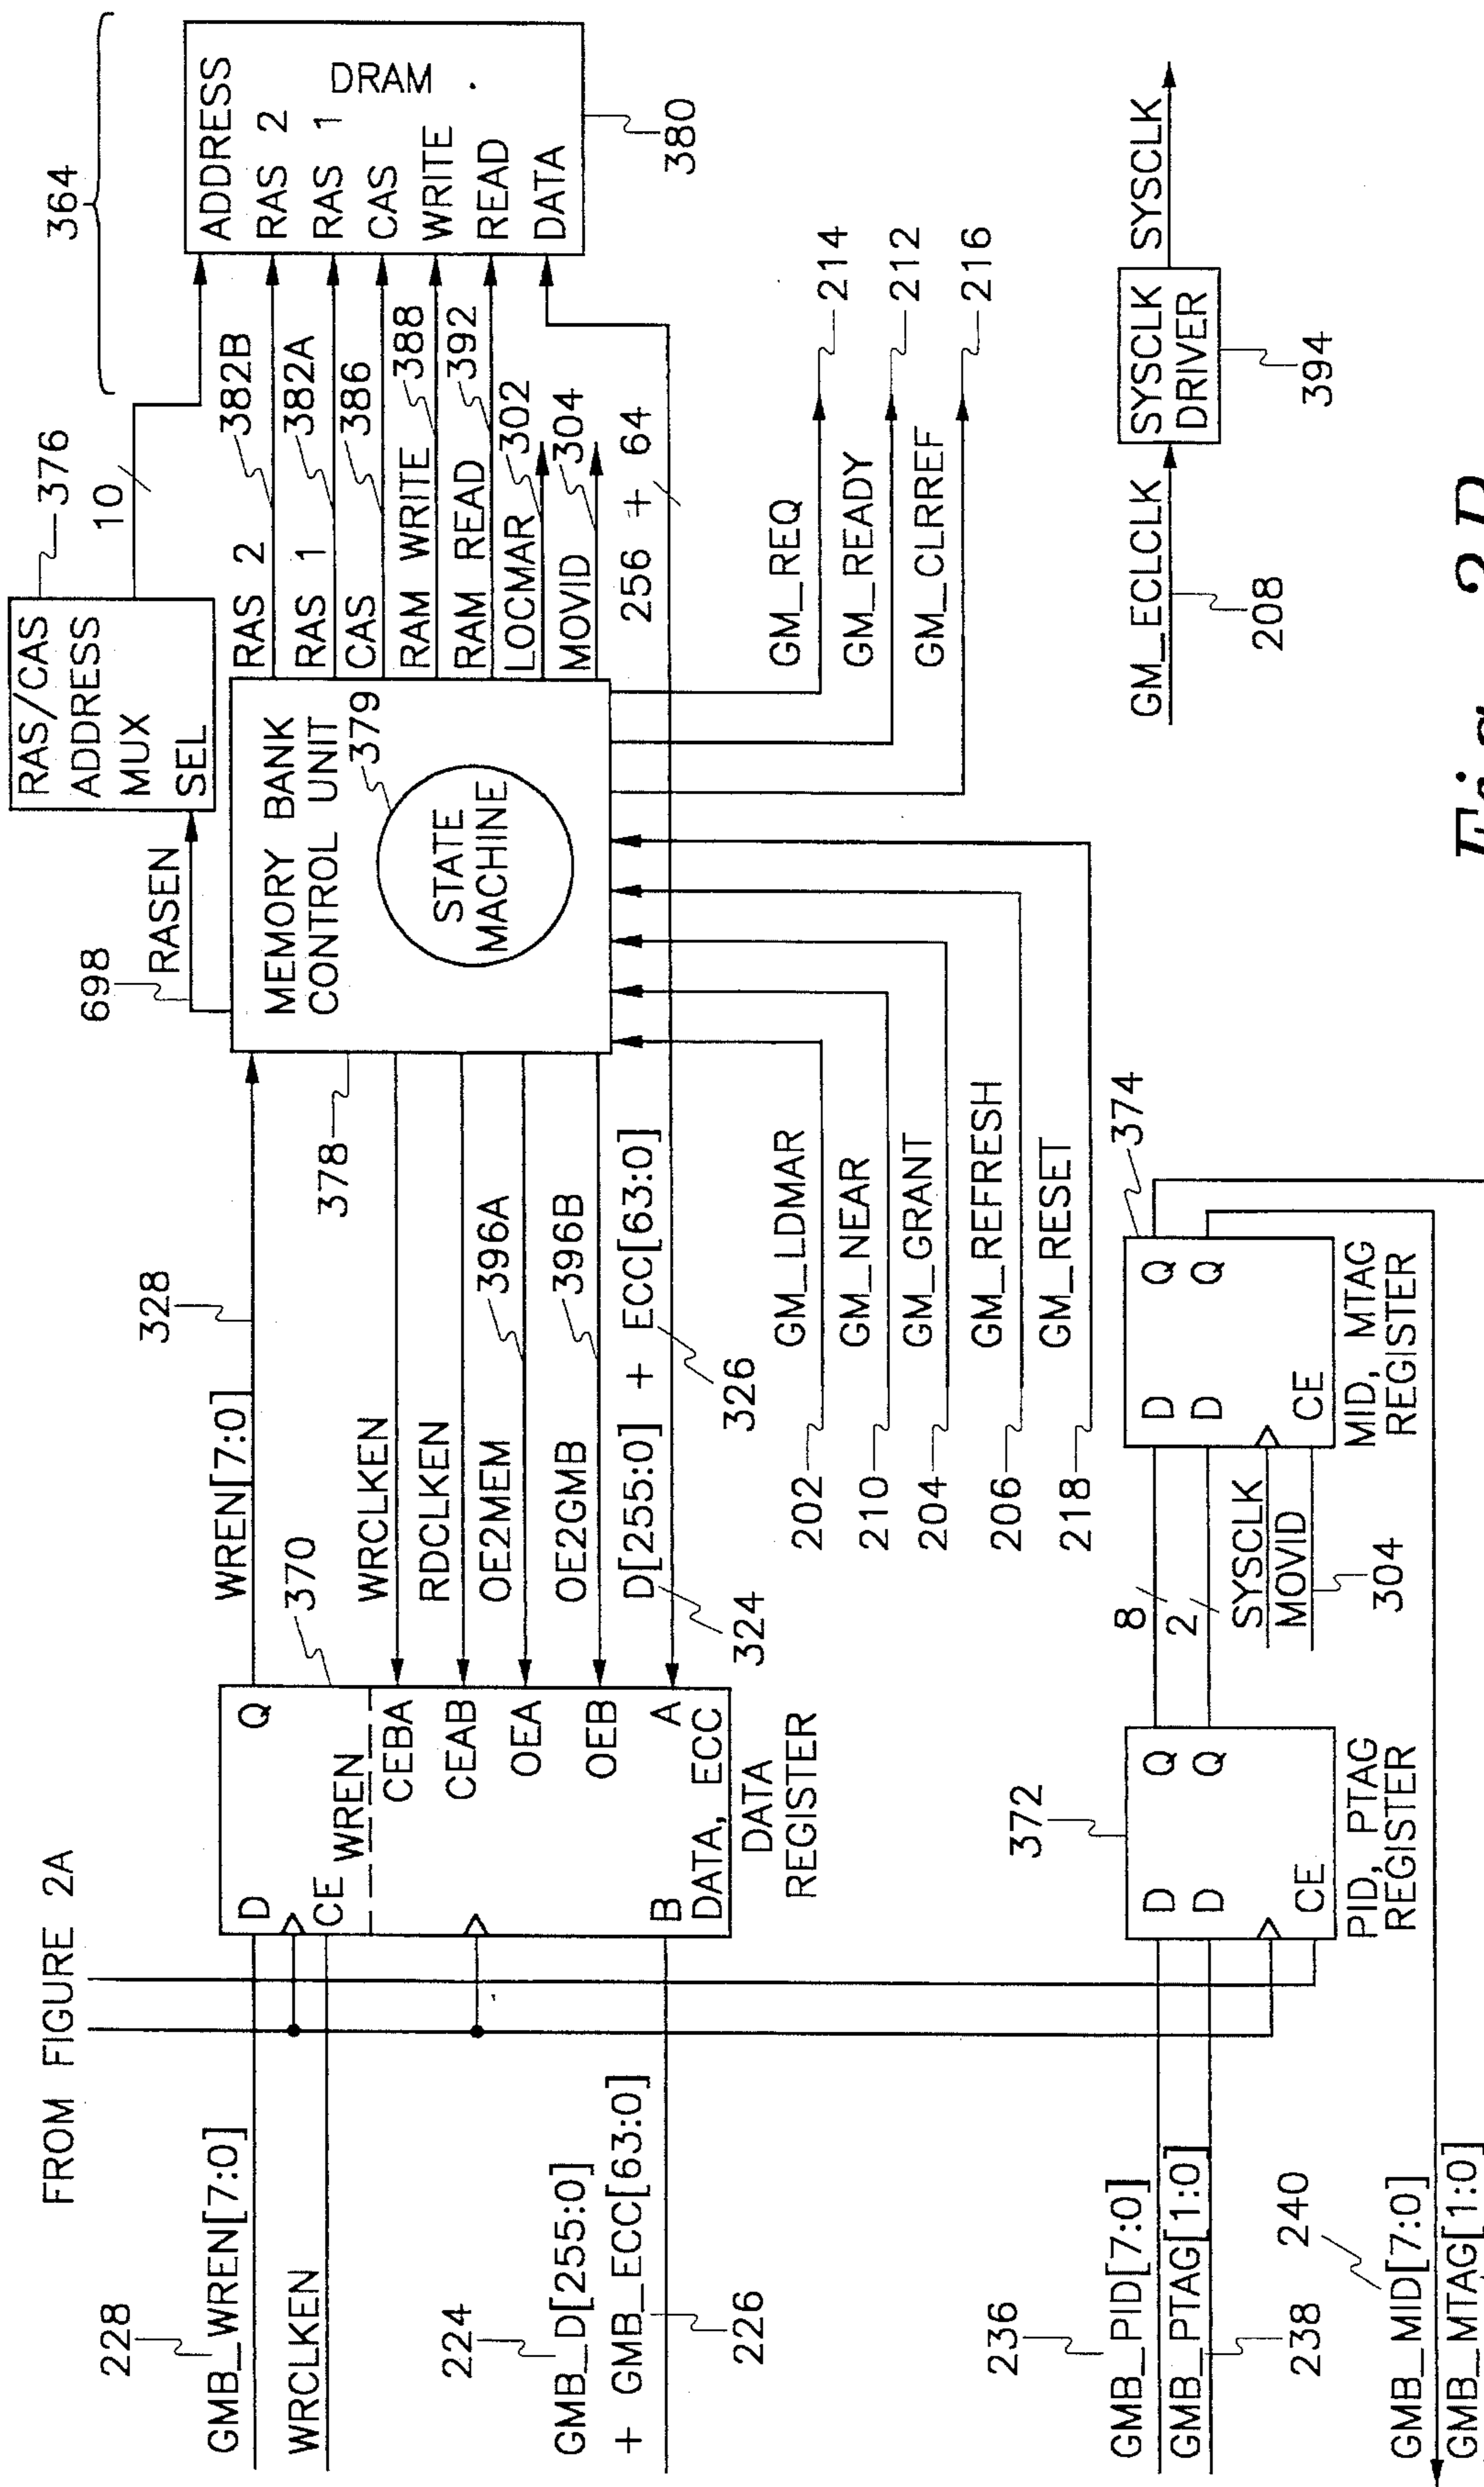 FROM FIGURE 2A
228
GMB_WREN[7:0]
WRCLKEN
224
GMB_D[255:0]
+ GMB_ECC[63:0]
226
236
GMB_PID[7:0]
GMB_PTAG[1:0]
238
240
GMB_MID[7:0]
GMB_MTAG[1:0]
D
Q
CE WREN
CEBA
CEAB
OEA
OEB
B
A
DATA, ECC
DATA
REGISTER
370
WREN[7:0]
328
WRCLKEN
RDCLKEN
OE2MEM
396A
OE2GMB
396B
D[255:0] + ECC[63:0]
324
326
378
698
RASEN
RAS/CAS
ADDRESS
MUX
SEL
376
10
364
MEMORY BANK
CONTROL UNIT
379
STATE
MACHINE
RAS 2
382B
RAS 1
382A
CAS
386
RAM WRITE
388
RAM READ
392
LOCMAR
302
MOVID
304
256 + 64
ADDRESS
RAS 2
RAS 1
CAS
WRITE
READ
DATA
DRAM
380
GM_REQ
214
GM_READY
212
GM_CLRREF
216
202
GM_LDMAR
210
GM_NEAR
204
GM_GRANT
206
GM_REFRESH
218
GM_RESET
372
D
Q
D
Q
CE
PID, PTAG
REGISTER
8
2
SYSCLK
MOVID
304
374
D
Q
D
Q
CE
MID, MTAG
REGISTER
GM_ECLCLK
208
SYSCLK
DRIVER
394
SYSCLK